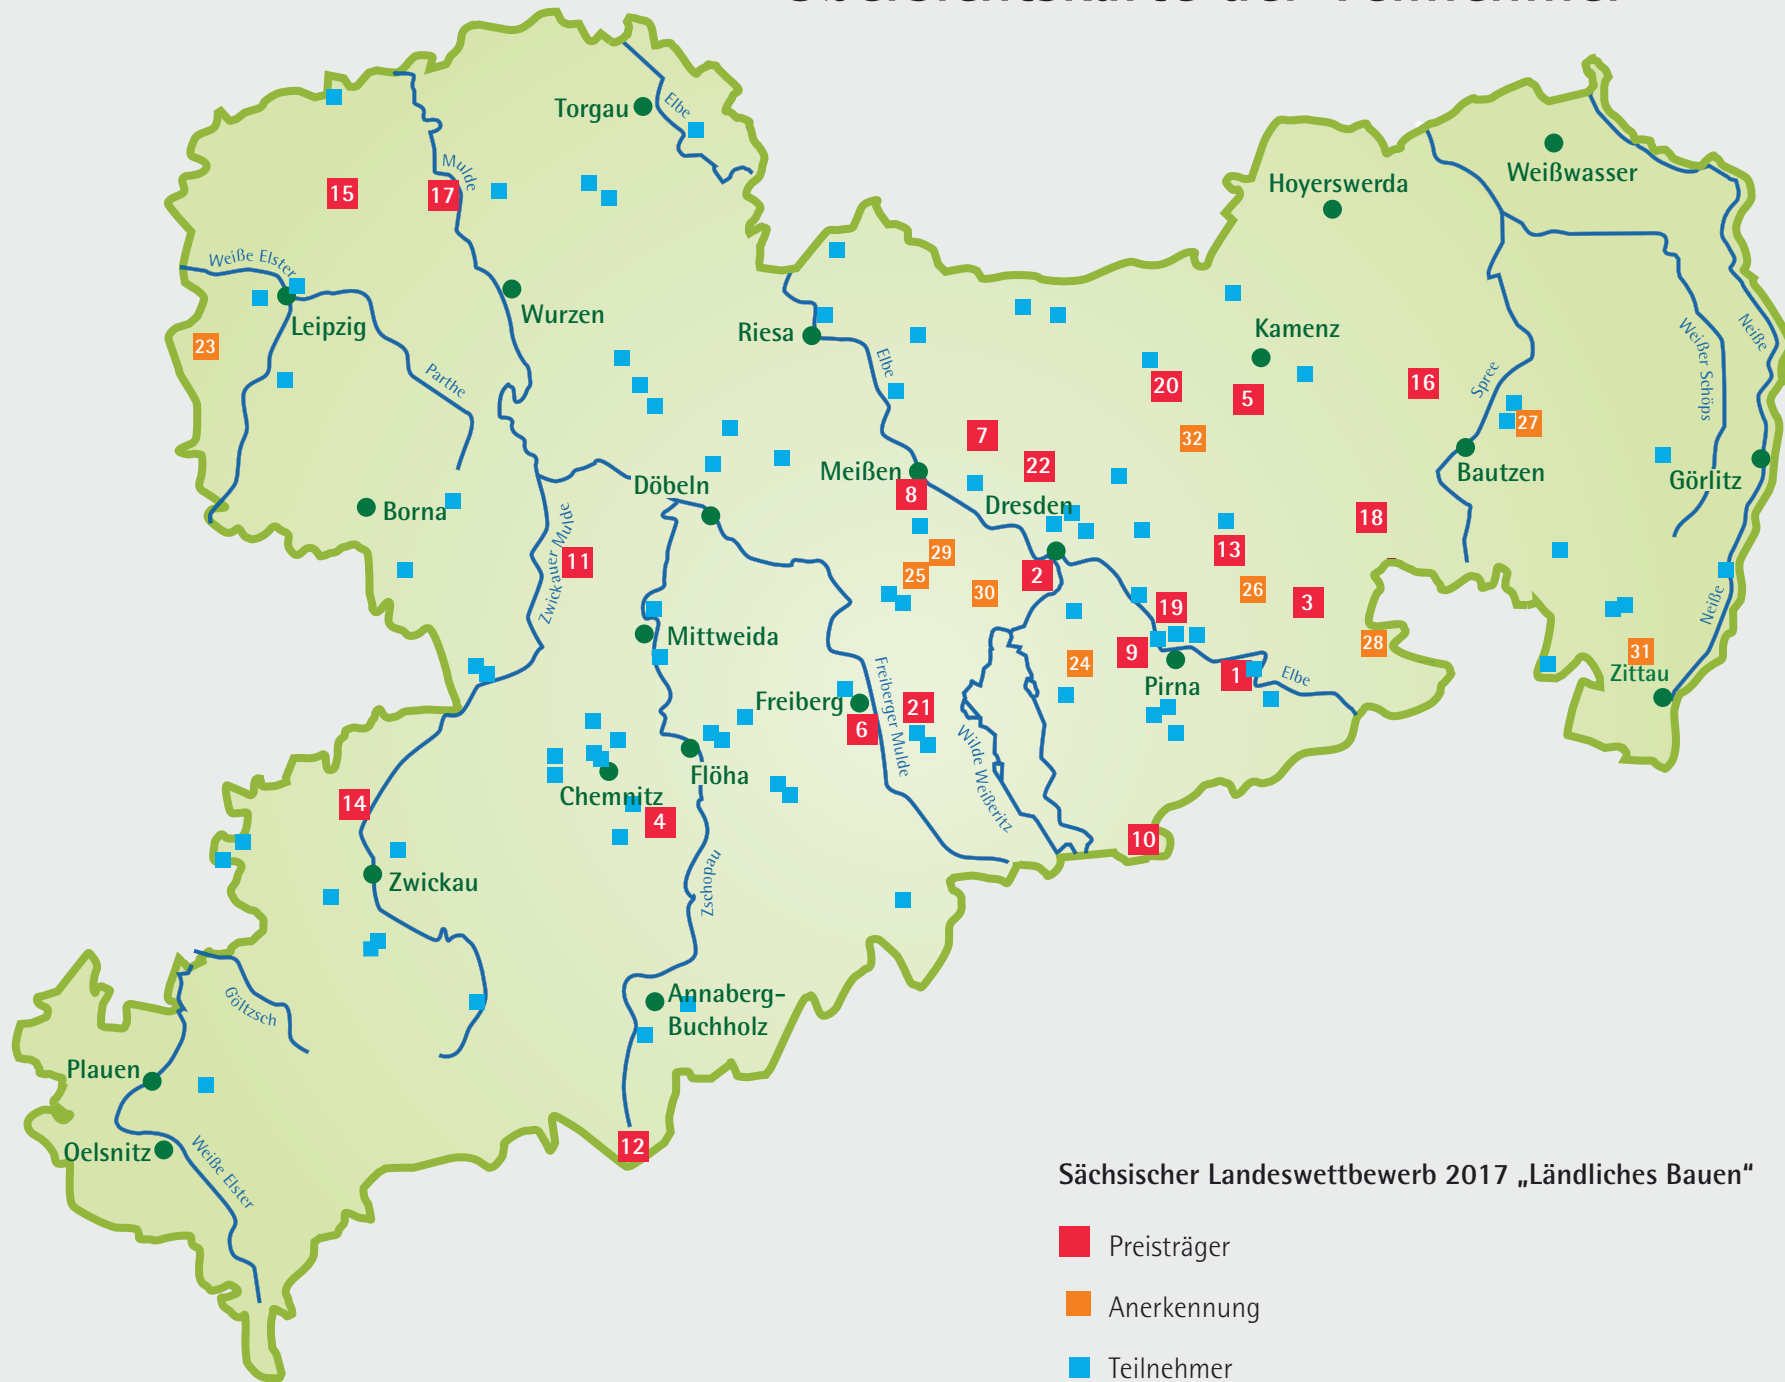 Torgau
Elbe
Weißwasser
Mulde
Hoyerswerda
15
17
Weiße Elster
Leipzig
Wurzen
Riesa
Kamenz
Neiße
Weißer Schöps
23
Elbe
Parthe
Spree
20
5
16
27
7
32
22
Meißen
Bautzen
Görlitz
8
Döbeln
Dresden
Borna
18
Zwickauer Mulde
11
29
13
25
2
30
26
3
19
Neiße
Mittweida
9
28
31
24
Zittau
Freiberger Mulde
Pirna
1
Elbe
Freiberg
21
6
Wilde Weißeritz
Flöha
Chemnitz
14
4
10
Zwickau
Zschopau
Annaberg-
Buchholz
Göltzsch
Plauen
Oelsnitz
Weiße Elster
12
Sächsischer Landeswettbewerb 2017 „Ländliches Bauen“
Preisträger
Anerkennung
Teilnehmer